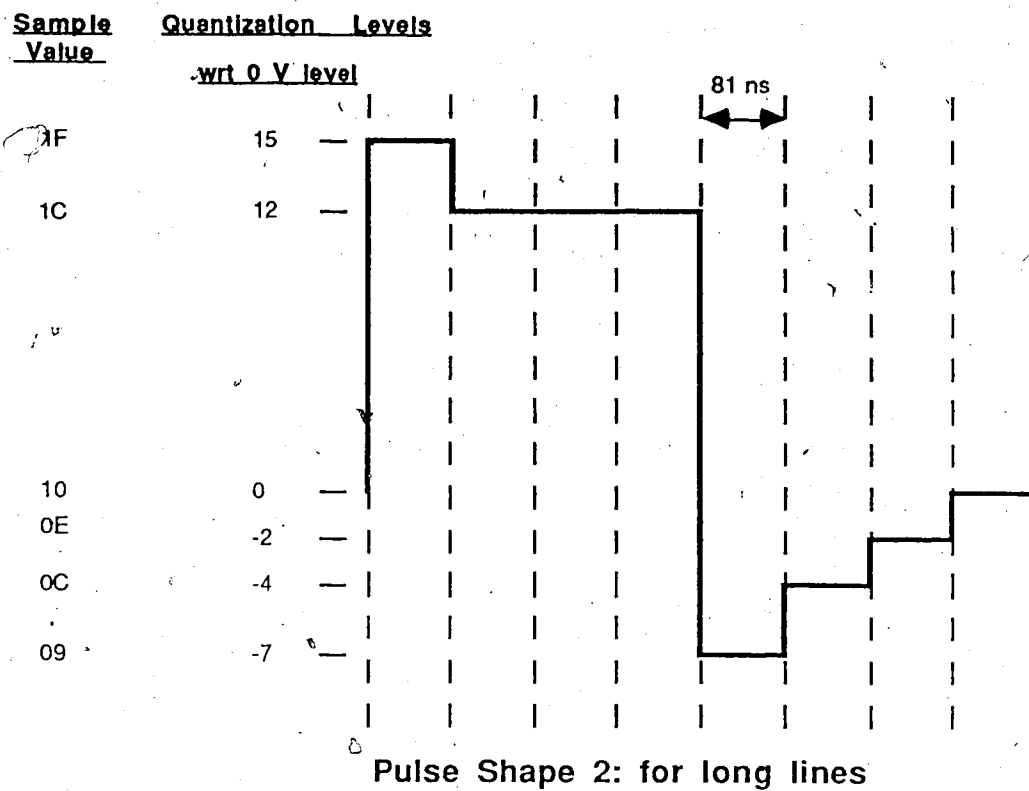 Sample Quantization Levels
Value
wrt 0 V level
81 ns
1F 15
1C 12
10 0
0E -2
0C -4
09 -7
Pulse Shape 2: for long lines